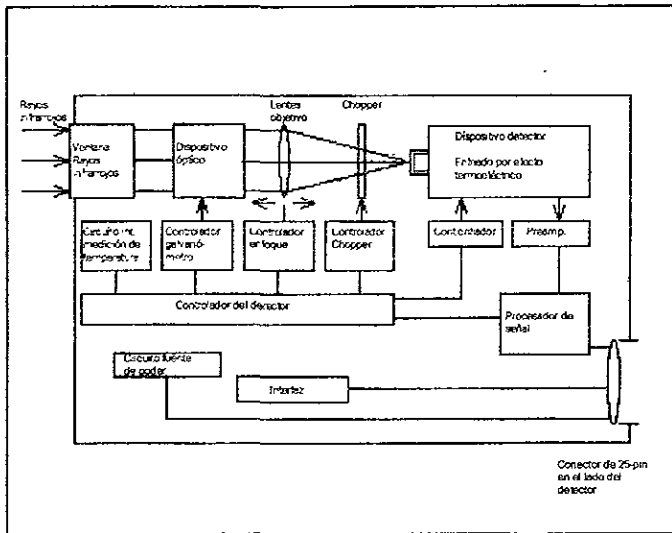 Rayos
infrarrojos
Lentes
objetivo
Chopper
Ventana
Rayos
infrarrojos
Dispositivo
óptico
Dispositivo detector
Enfriado por efecto
termoeléctrico
Circuito int.
medición de
temperatura
Controlador
galvanó-
metro
Controlador
enfoque
Controlador
Chopper
Preamp.
Controlador del detector
Procesador de
señal
Circuito fuente
de poder
Interfez
Conector de 25-pin
en el lado del
detector